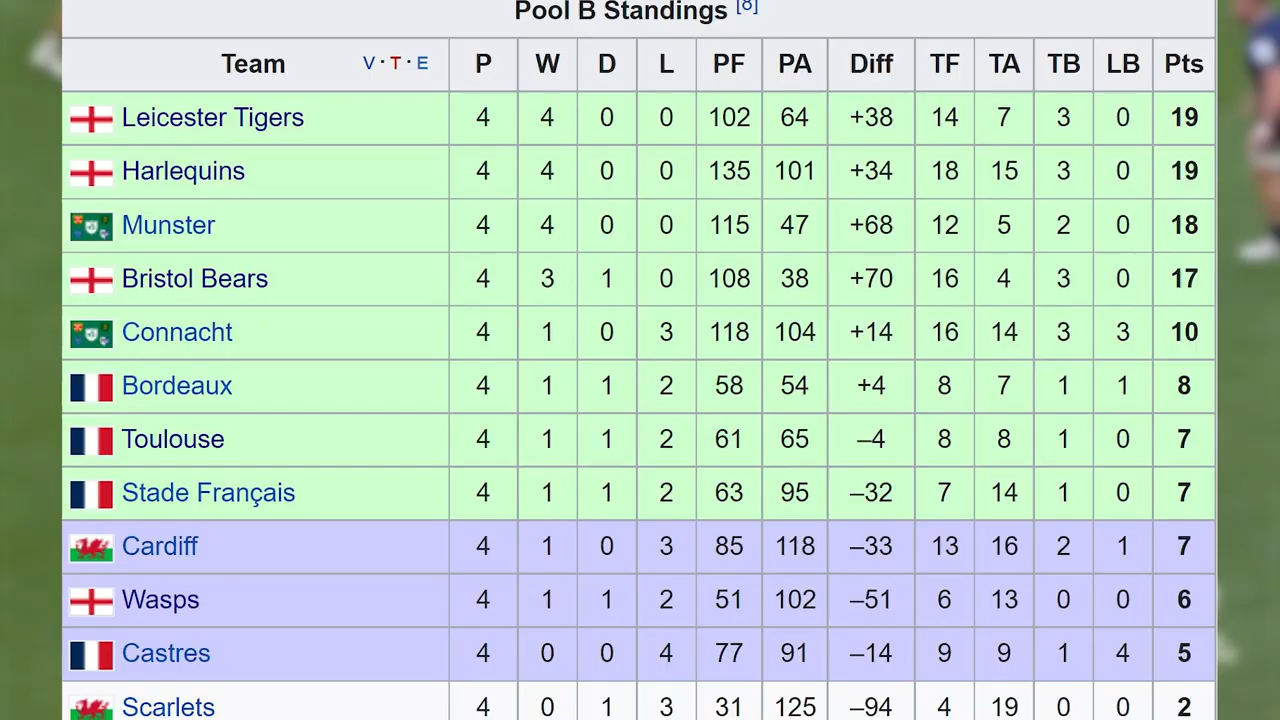 Pool B Standings [8]
Team V · T · E P W D L PF PA Diff TF TA TB LB Pts
Leicester Tigers 4 4 0 0 102 64 +38 14 7 3 0 19
Harlequins 4 4 0 0 135 101 +34 18 15 3 0 19
Munster 4 4 0 0 115 47 +68 12 5 2 0 18
Bristol Bears 4 3 1 0 108 38 +70 16 4 3 0 17
Connacht 4 1 0 3 118 104 +14 16 14 3 3 10
Bordeaux 4 1 1 2 58 54 +4 8 7 1 1 8
Toulouse 4 1 1 2 61 65 –4 8 8 1 0 7
Stade Français 4 1 1 2 63 95 –32 7 14 1 0 7
Cardiff 4 1 0 3 85 118 –33 13 16 2 1 7
Wasps 4 1 1 2 51 102 –51 6 13 0 0 6
Castres 4 0 0 4 77 91 –14 9 9 1 4 5
Scarlets 4 0 1 3 31 125 –94 4 19 0 0 2